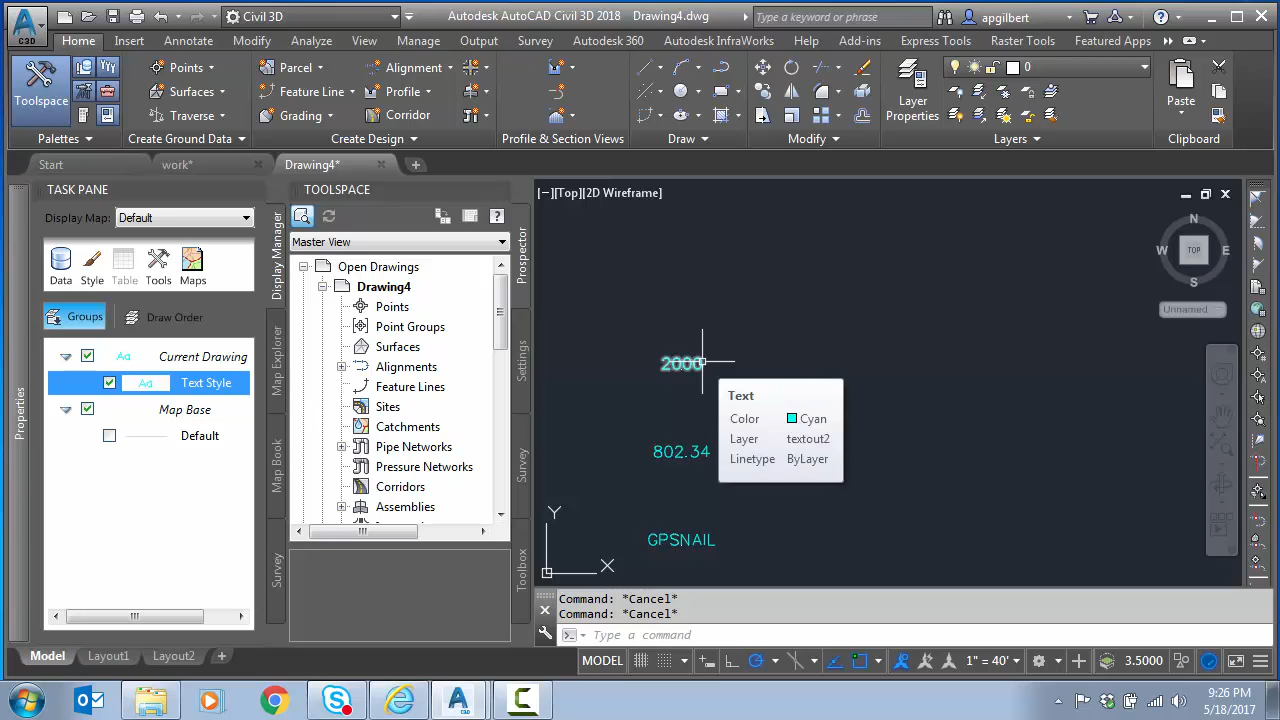 Civil 3D
Autodesk AutoCAD Civil 3D 2018 Drawing4.dwg
Type a keyword or phrase
apgilbert
C3D
Home Insert Annotate Modify Analyze View Manage Output Survey Autodesk 360 Autodesk InfraWorks Help Add-ins Express Tools Raster Tools Featured Apps
Toolspace
Points
Surfaces
Traverse
Parcel
Feature Line
Grading
Alignment
Profile
Corridor
Layer
Properties
0
Paste
Palettes Create Ground Data Create Design Profile & Section Views Draw Modify Layers Clipboard
Start work* Drawing4*
TASK PANE
Display Map: Default
Data Style Table Tools Maps
Groups Draw Order
Aa Current Drawing
Aa Text Style
Map Base
Default
Properties
Display Manager
Map Explorer
Map Book
Survey
TOOLSPACE
Master View
Open Drawings
Drawing4
Points
Point Groups
Surfaces
Alignments
Feature Lines
Sites
Catchments
Pipe Networks
Pressure Networks
Corridors
Assemblies
Prospector
Settings
Survey
Toolbox
[−][Top][2D Wireframe]
N
W TOP E
S
Unnamed
2000
Text
Color Cyan
Layer textout2
Linetype ByLayer
802.34
GPSNAIL
Y
X
Command: *Cancel*
Command: *Cancel*
Type a command
Model Layout1 Layout2 +
MODEL
1" = 40'
3.5000
9:26 PM
5/18/2017